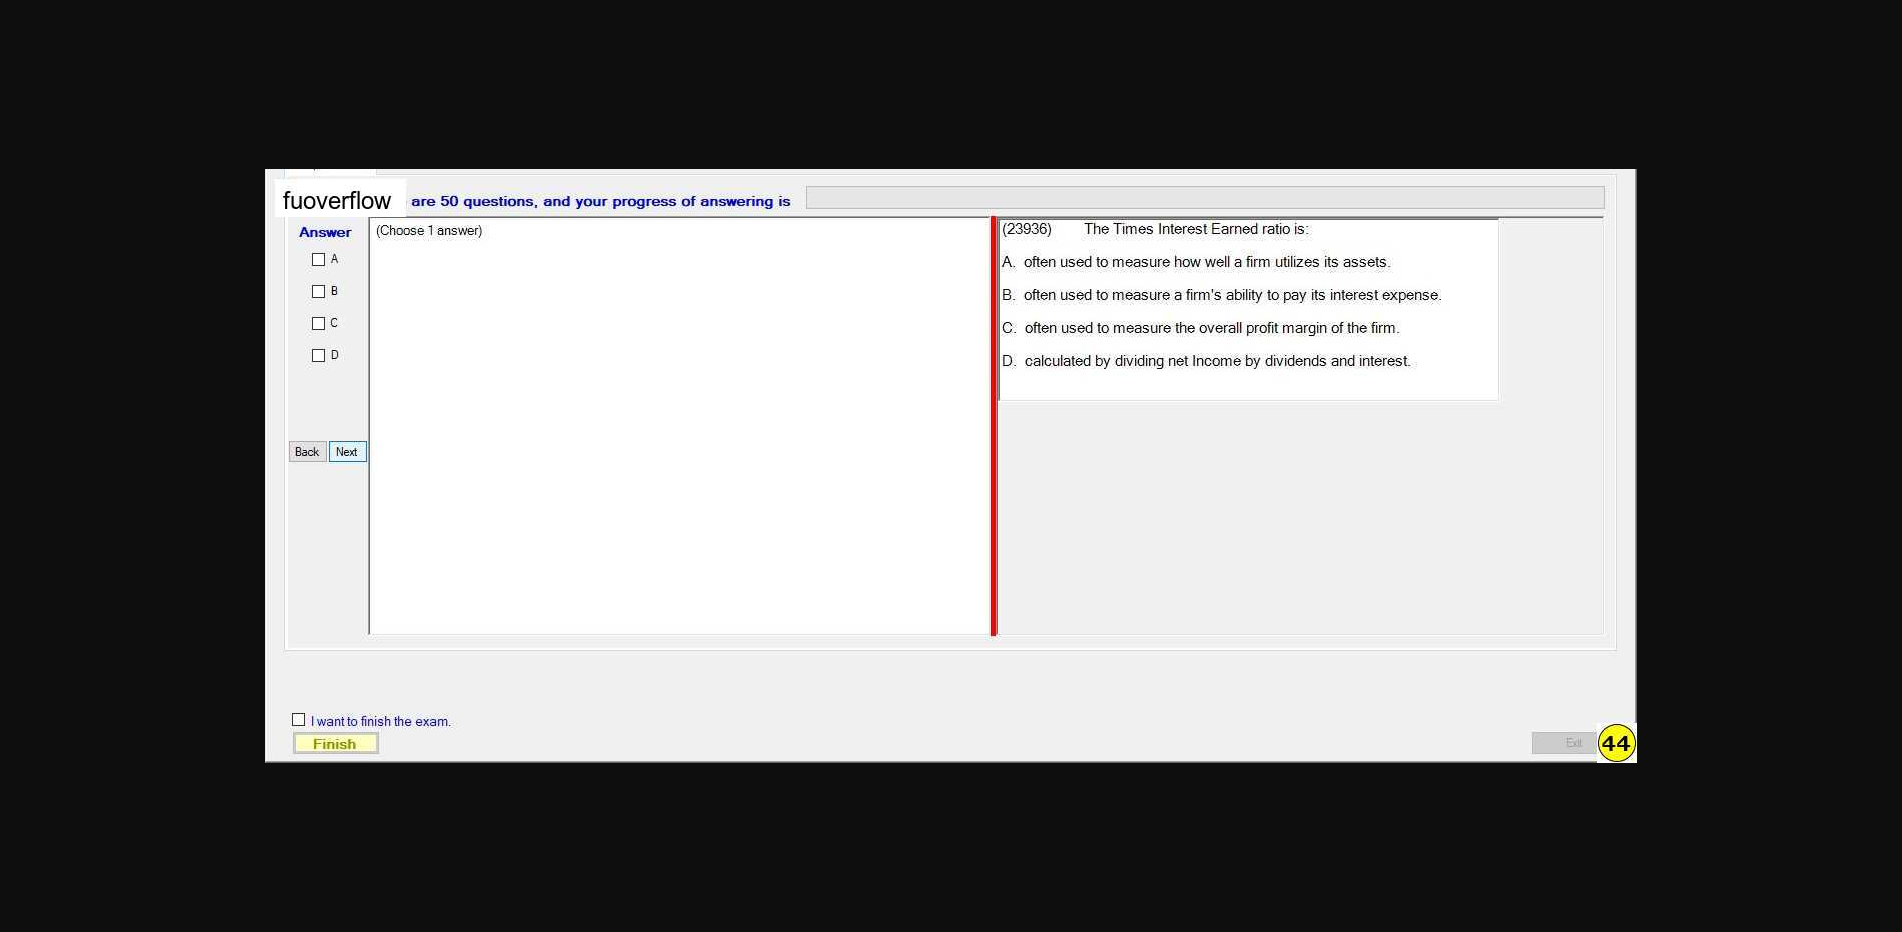 fuoverflow are 50 questions, and your progress of answering is
Answer
(Choose 1 answer)
A
B
C
D
Back Next
(23936) The Times Interest Earned ratio is:
A. often used to measure how well a firm utilizes its assets.
B. often used to measure a firm's ability to pay its interest expense.
C. often used to measure the overall profit margin of the firm.
D. calculated by dividing net Income by dividends and interest.
I want to finish the exam.
Finish
Exit
44